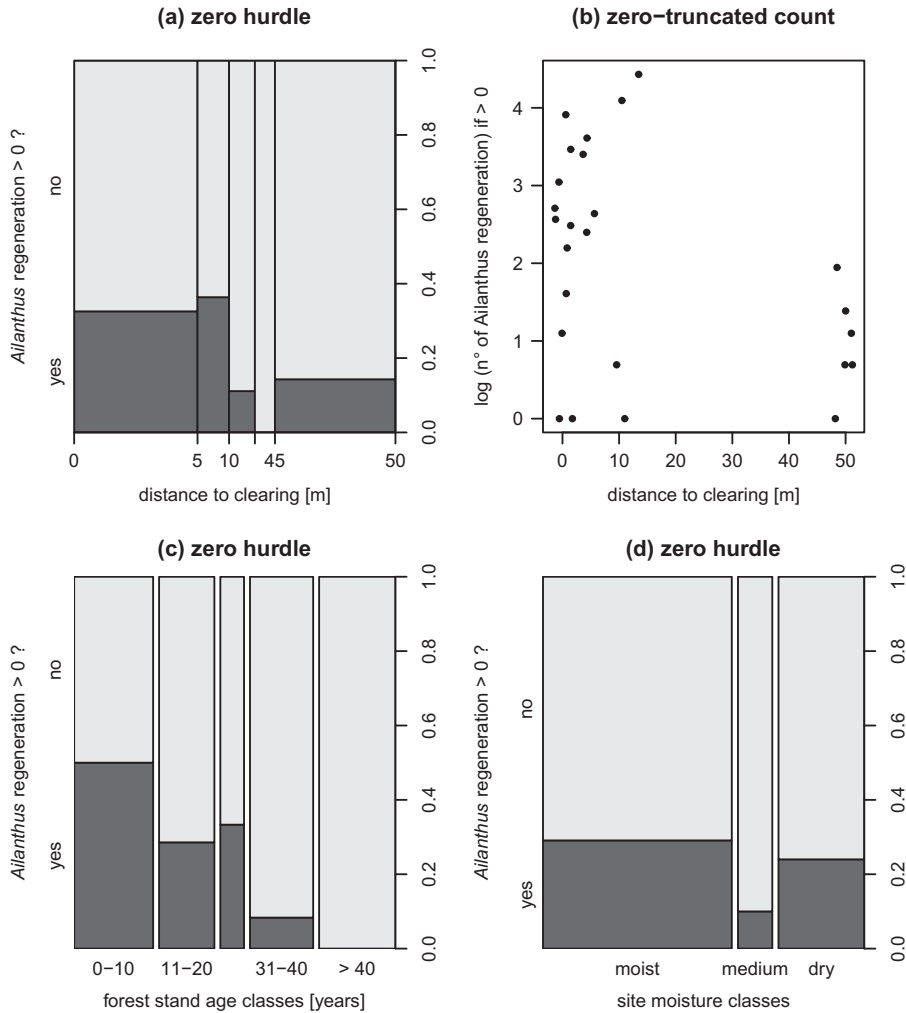 (a) zero hurdle
Ailanthus regeneration > 0 ?
no
yes
0.0 0.2 0.4 0.6 0.8 1.0
0 5 10 45 50
distance to clearing [m]
(b) zero−truncated count
log (n° of Ailanthus regeneration) if > 0
0 1 2 3 4
0 10 20 30 40 50
distance to clearing [m]
(c) zero hurdle
Ailanthus regeneration > 0 ?
no
yes
0.0 0.2 0.4 0.6 0.8 1.0
0−10 11−20 31−40 > 40
forest stand age classes [years]
(d) zero hurdle
Ailanthus regeneration > 0 ?
no
yes
0.0 0.2 0.4 0.6 0.8 1.0
moist medium dry
site moisture classes